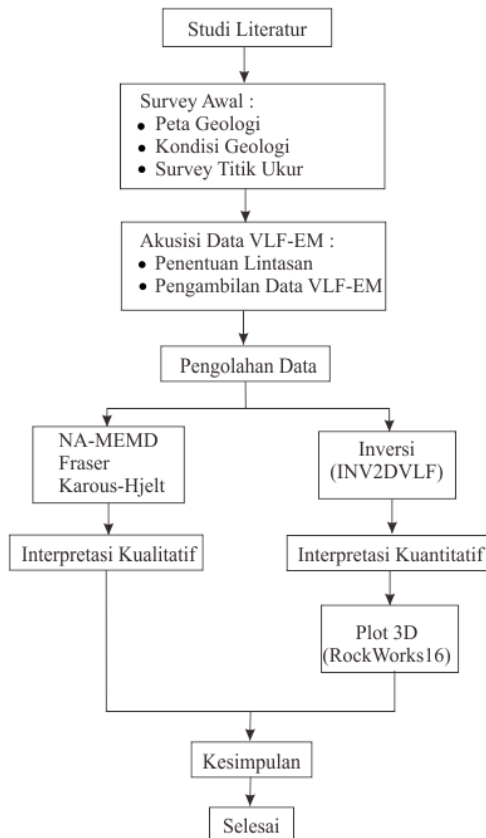 Studi Literatur
Survey Awal :
● Peta Geologi
● Kondisi Geologi
● Survey Titik Ukur
Akusisi Data VLF-EM :
● Penentuan Lintasan
● Pengambilan Data VLF-EM
Pengolahan Data
NA-MEMD
Fraser
Karous-Hjelt
Inversi
(INV2DVLF)
Interpretasi Kualitatif
Interpretasi Kuantitatif
Plot 3D
(RockWorks16)
Kesimpulan
Selesai